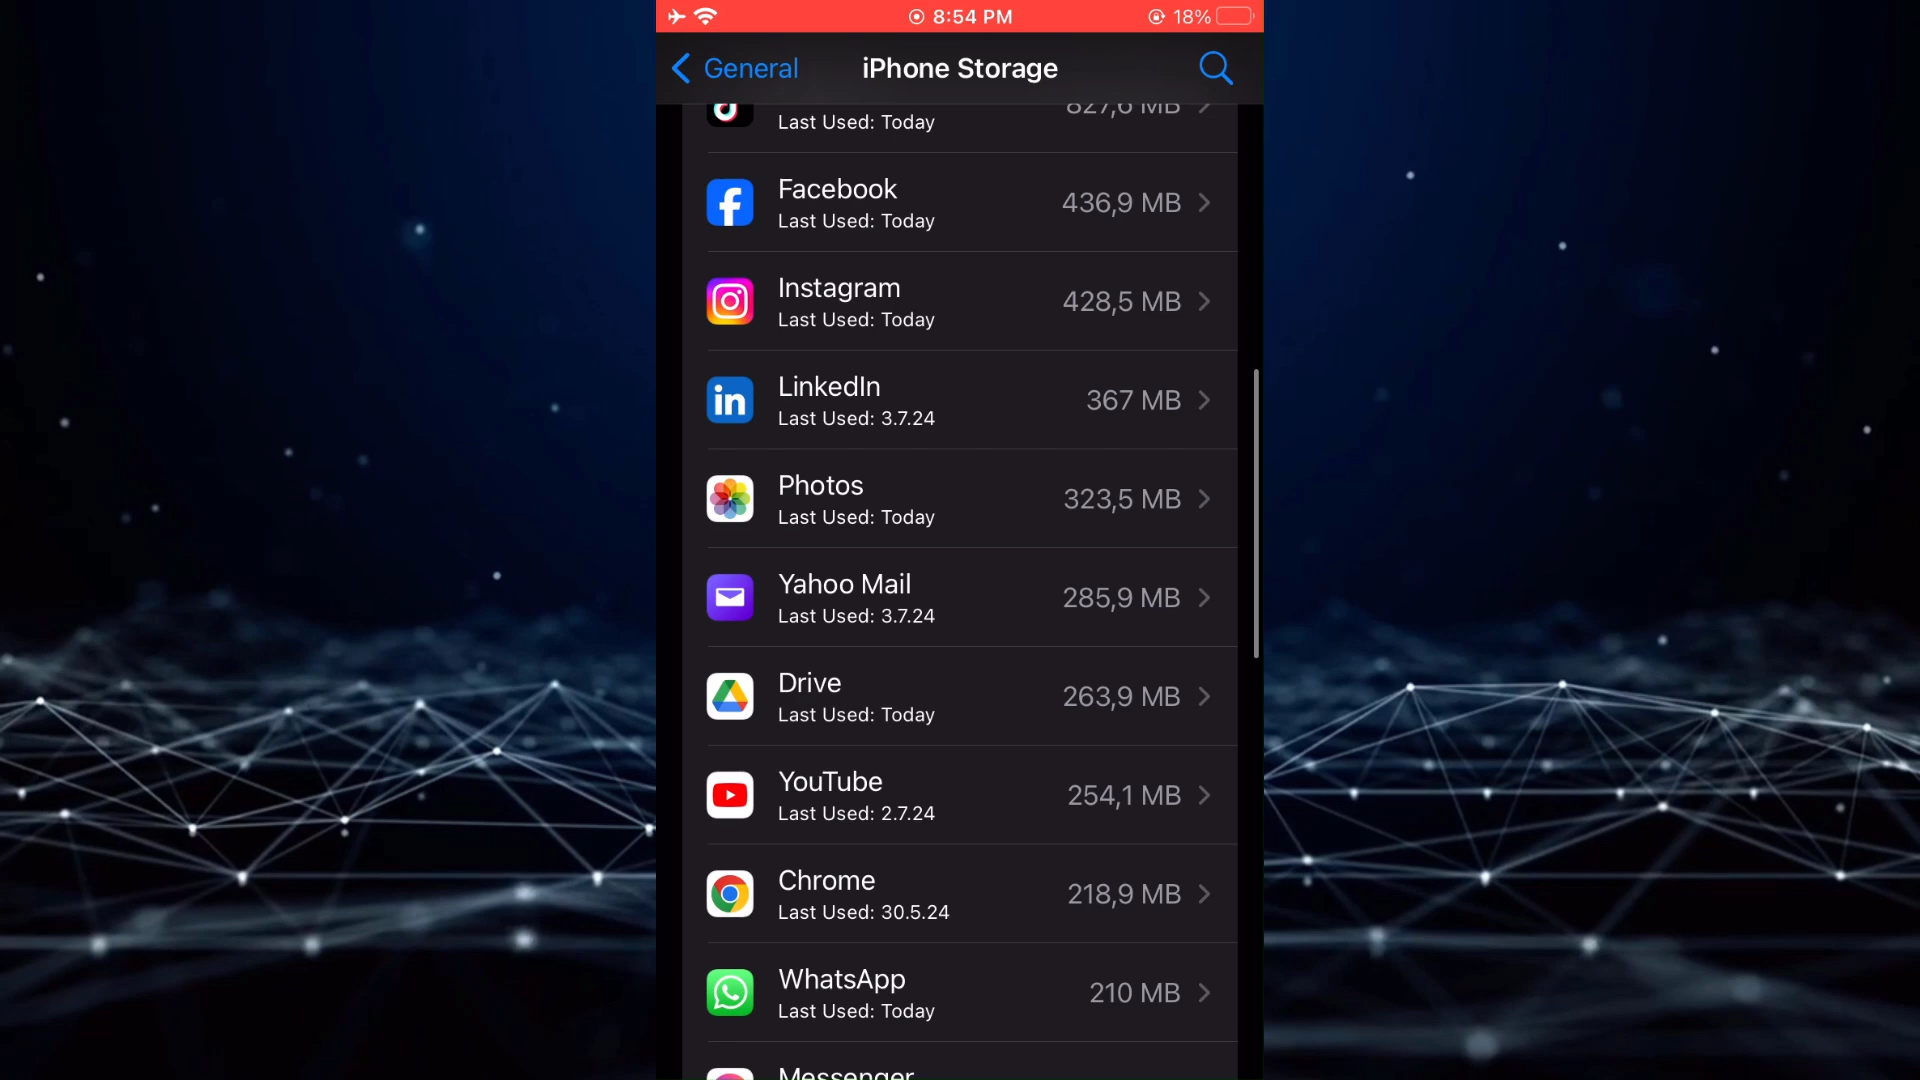 8:54 PM
18%
General
iPhone Storage
827,6 MB
Last Used: Today
Facebook
Last Used: Today
436,9 MB
Instagram
Last Used: Today
428,5 MB
in
LinkedIn
Last Used: 3.7.24
367 MB
Photos
Last Used: Today
323,5 MB
Yahoo Mail
Last Used: 3.7.24
285,9 MB
Drive
Last Used: Today
263,9 MB
YouTube
Last Used: 2.7.24
254,1 MB
Chrome
Last Used: 30.5.24
218,9 MB
WhatsApp
Last Used: Today
210 MB
Messenger